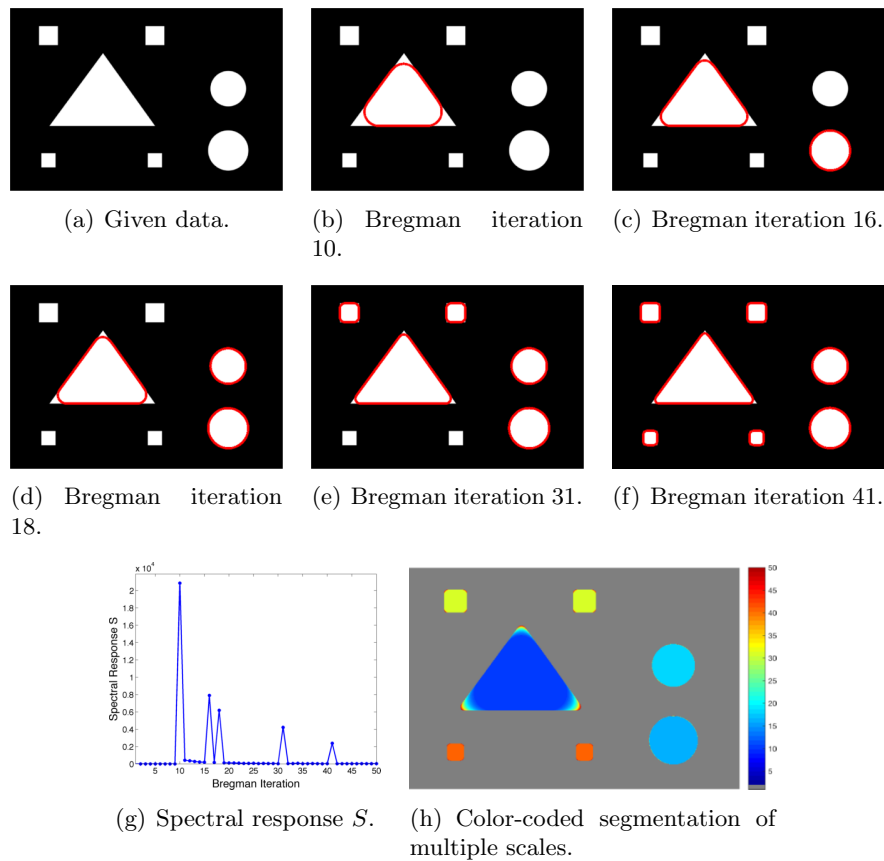 (a) Given data.
(b) Bregman iteration
10.
(c) Bregman iteration 16.
(d) Bregman iteration
18.
(e) Bregman iteration 31.
(f) Bregman iteration 41.
x 10^4
2
1.8
1.6
1.4
1.2
1
0.8
0.6
0.4
0.2
0
Spectral Response S
5 10 15 20 25 30 35 40 45 50
Bregman Iteration
50
45
40
35
30
25
20
15
10
5
(g) Spectral response S.
(h) Color-coded segmentation of
multiple scales.